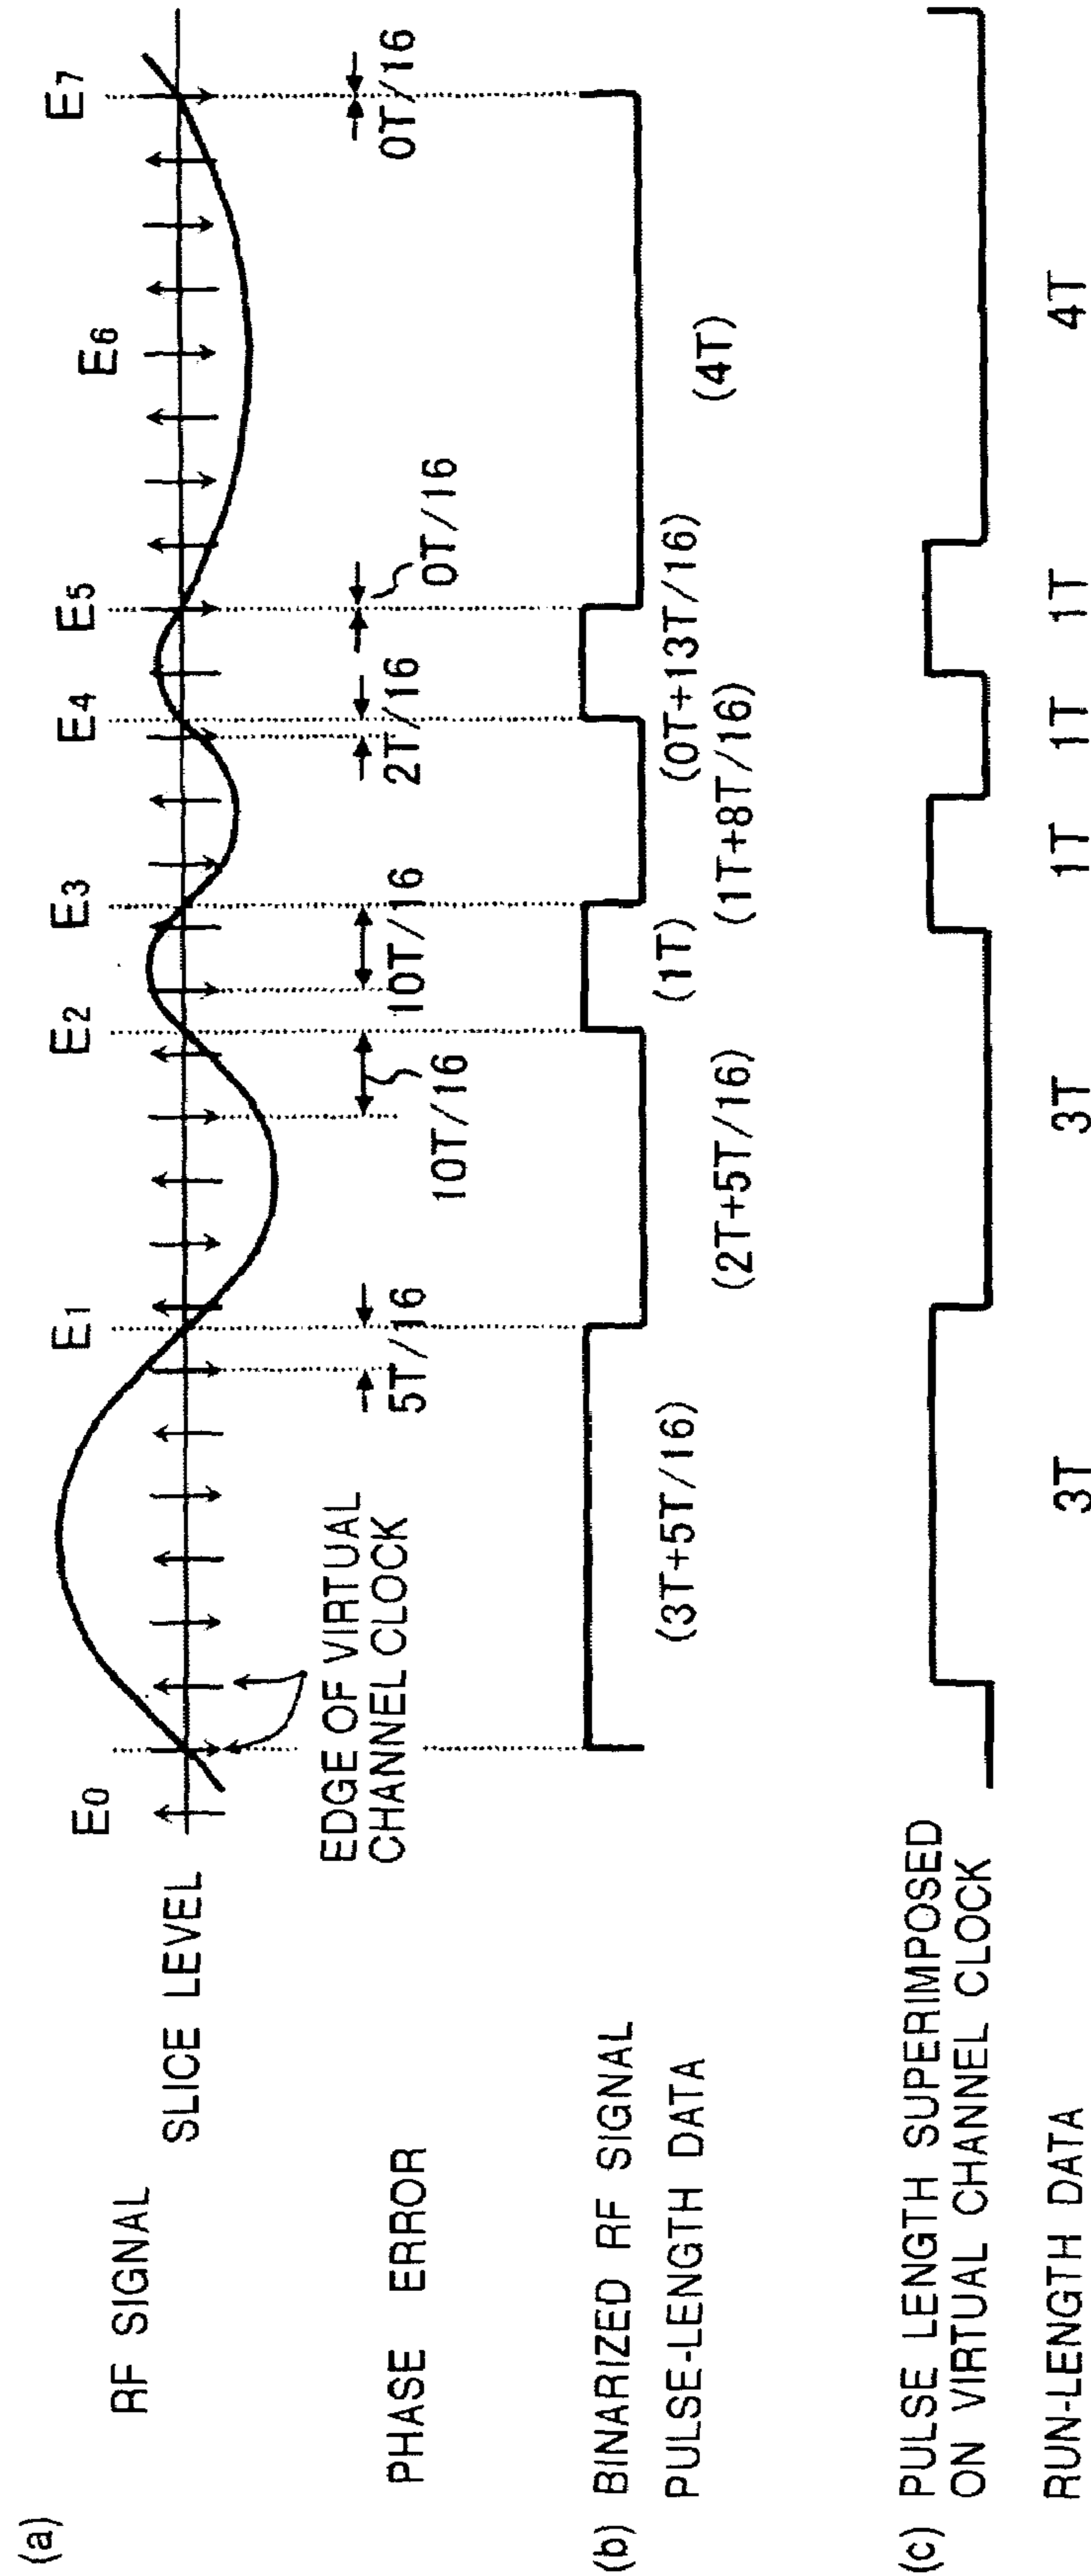 (a)
E0 E1 E2 E3 E4 E5 E6 E7
RF SIGNAL
SLICE LEVEL
EDGE OF VIRTUAL
CHANNEL CLOCK
PHASE ERROR
5T/16 10T/16 10T/16 2T/16 0T/16 0T/16
(b) BINARIZED RF SIGNAL
PULSE-LENGTH DATA
(3T+5T/16) (2T+5T/16) (1T) (1T+8T/16) (0T+13T/16) (4T)
(c) PULSE LENGTH SUPERIMPOSED
ON VIRTUAL CHANNEL CLOCK
RUN-LENGTH DATA
3T 3T 1T 1T 1T 4T